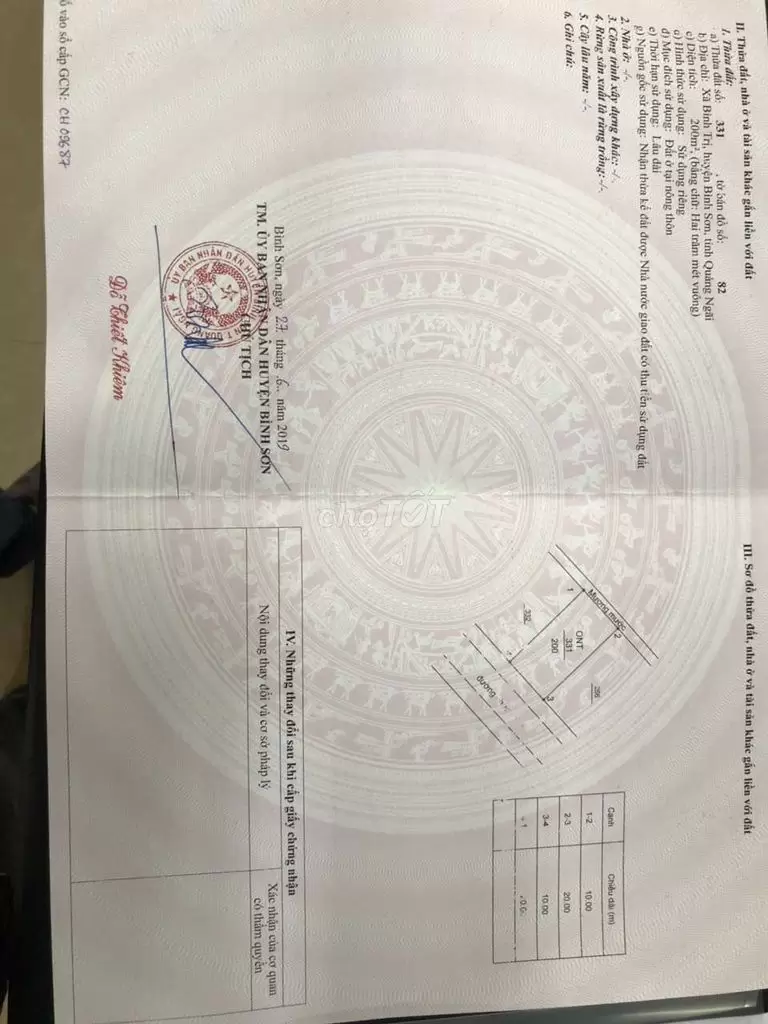 II. Thửa đất, nhà ở và tài sản khác gắn liền với đất
1. Thửa đất:
a) Thửa đất số: 331 , tờ bản đồ số: 82
b) Địa chỉ: Xã Bình Trị, huyện Bình Sơn, tỉnh Quảng Ngãi
c) Diện tích: 200m², (bằng chữ: Hai trăm mét vuông)
d) Hình thức sử dụng: Sử dụng riêng
đ) Mục đích sử dụng: Đất ở tại nông thôn
e) Thời hạn sử dụng: Lâu dài
g) Nguồn gốc sử dụng: Nhận thừa kế đất được Nhà nước giao đất có thu tiền sử dụng đất
2. Nhà ở: -/-.
3. Công trình xây dựng khác: -/-.
4. Rừng sản xuất là rừng trồng: -/-.
5. Cây lâu năm: -/-.
6. Ghi chú:
Bình Sơn, ngày 27 tháng 6 năm 2019
TM. ỦY BAN NHÂN DÂN HUYỆN BÌNH SƠN
CHỦ TỊCH
ỦY BAN NHÂN DÂN HUYỆN
Đỗ Thiết Khiêm
số vào sổ cấp GCN: CH 09687
III. Sơ đồ thửa đất, nhà ở và tài sản khác gắn liền với đất
Mương nước
1
2
ONT
331
200
332
3
đường
Cạnh Chiều dài (m)
1-2 10.00
2-3 20.00
3-4 10.00
IV. Những thay đổi sau khi cấp giấy chứng nhận
Nội dung thay đổi và cơ sở pháp lý
Xác nhận của cơ quan
có thẩm quyền
choTỐT